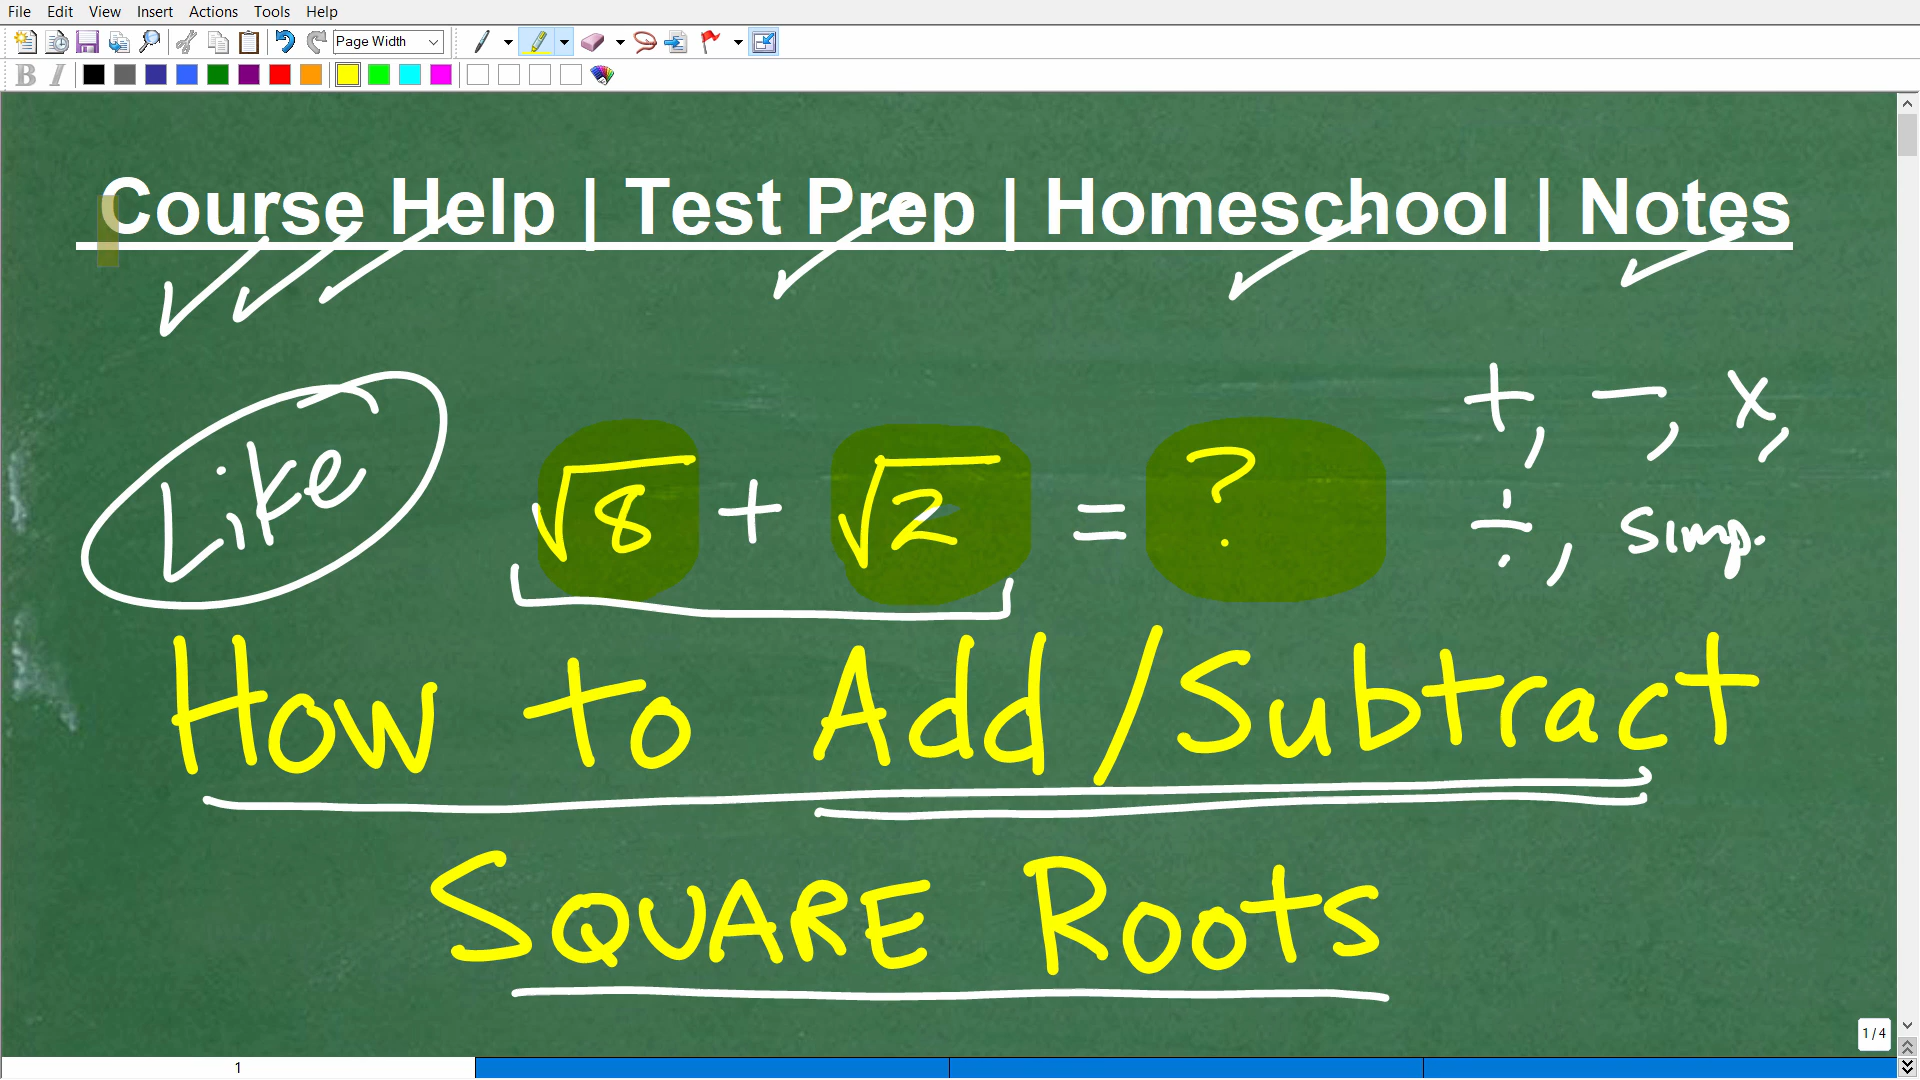 File Edit View Insert Actions Tools Help
Page Width
B I
Course Help | Test Prep | Homeschool | Notes
Like
√8 + √2 = ?
+, −, x,
÷, simp.
How to Add/Subtract
SQUARE ROOTS
1 / 4
1